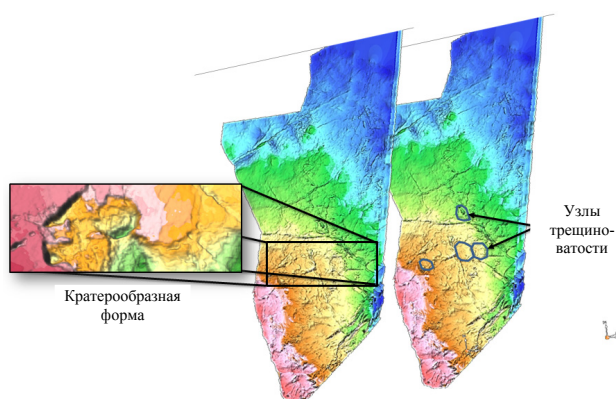 Узлы
трещино-
ватости
Кратерообразная
форма